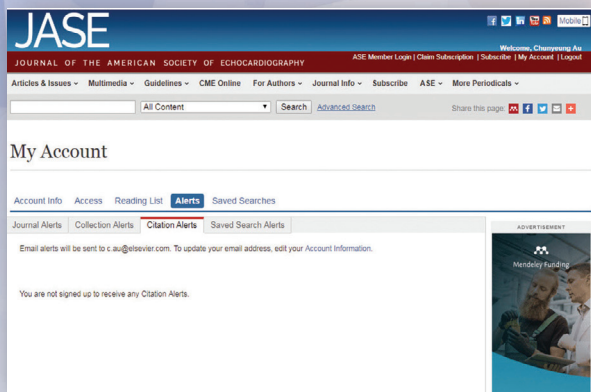 JASE
Mobile
Welcome, Chunyeung Au
JOURNAL OF THE AMERICAN SOCIETY OF ECHOCARDIOGRAPHY
ASE Member Login | Claim Subscription | Subscribe | My Account | Logout
Articles & Issues Multimedia Guidelines CME Online For Authors Journal Info Subscribe ASE More Periodicals
All Content Search Advanced Search Share this page:
My Account
Account Info Access Reading List Alerts Saved Searches
Journal Alerts Collection Alerts Citation Alerts Saved Search Alerts
ADVERTISEMENT
Email alerts will be sent to c.au@elsevier.com. To update your email address, edit your Account Information.
Mendeley Funding
You are not signed up to receive any Citation Alerts.